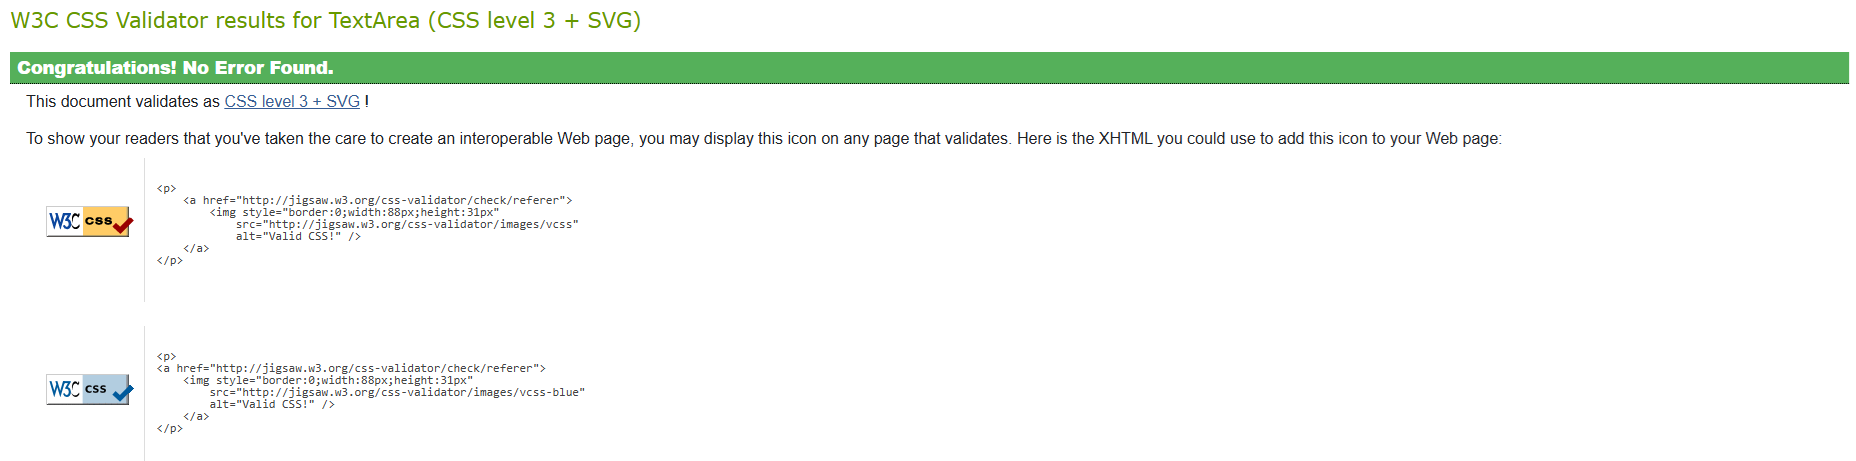 W3C CSS Validator results for TextArea (CSS level 3 + SVG)
Congratulations! No Error Found.
This document validates as CSS level 3 + SVG !
To show your readers that you've taken the care to create an interoperable Web page, you may display this icon on any page that validates. Here is the XHTML you could use to add this icon to your Web page:
W3C css
<p>
    <a href="http://jigsaw.w3.org/css-validator/check/referer">
        <img style="border:0;width:88px;height:31px"
            src="http://jigsaw.w3.org/css-validator/images/vcss"
            alt="Valid CSS!" />
    </a>
</p>
W3C css
<p>
<a href="http://jigsaw.w3.org/css-validator/check/referer">
    <img style="border:0;width:88px;height:31px"
        src="http://jigsaw.w3.org/css-validator/images/vcss-blue"
        alt="Valid CSS!" />
    </a>
</p>